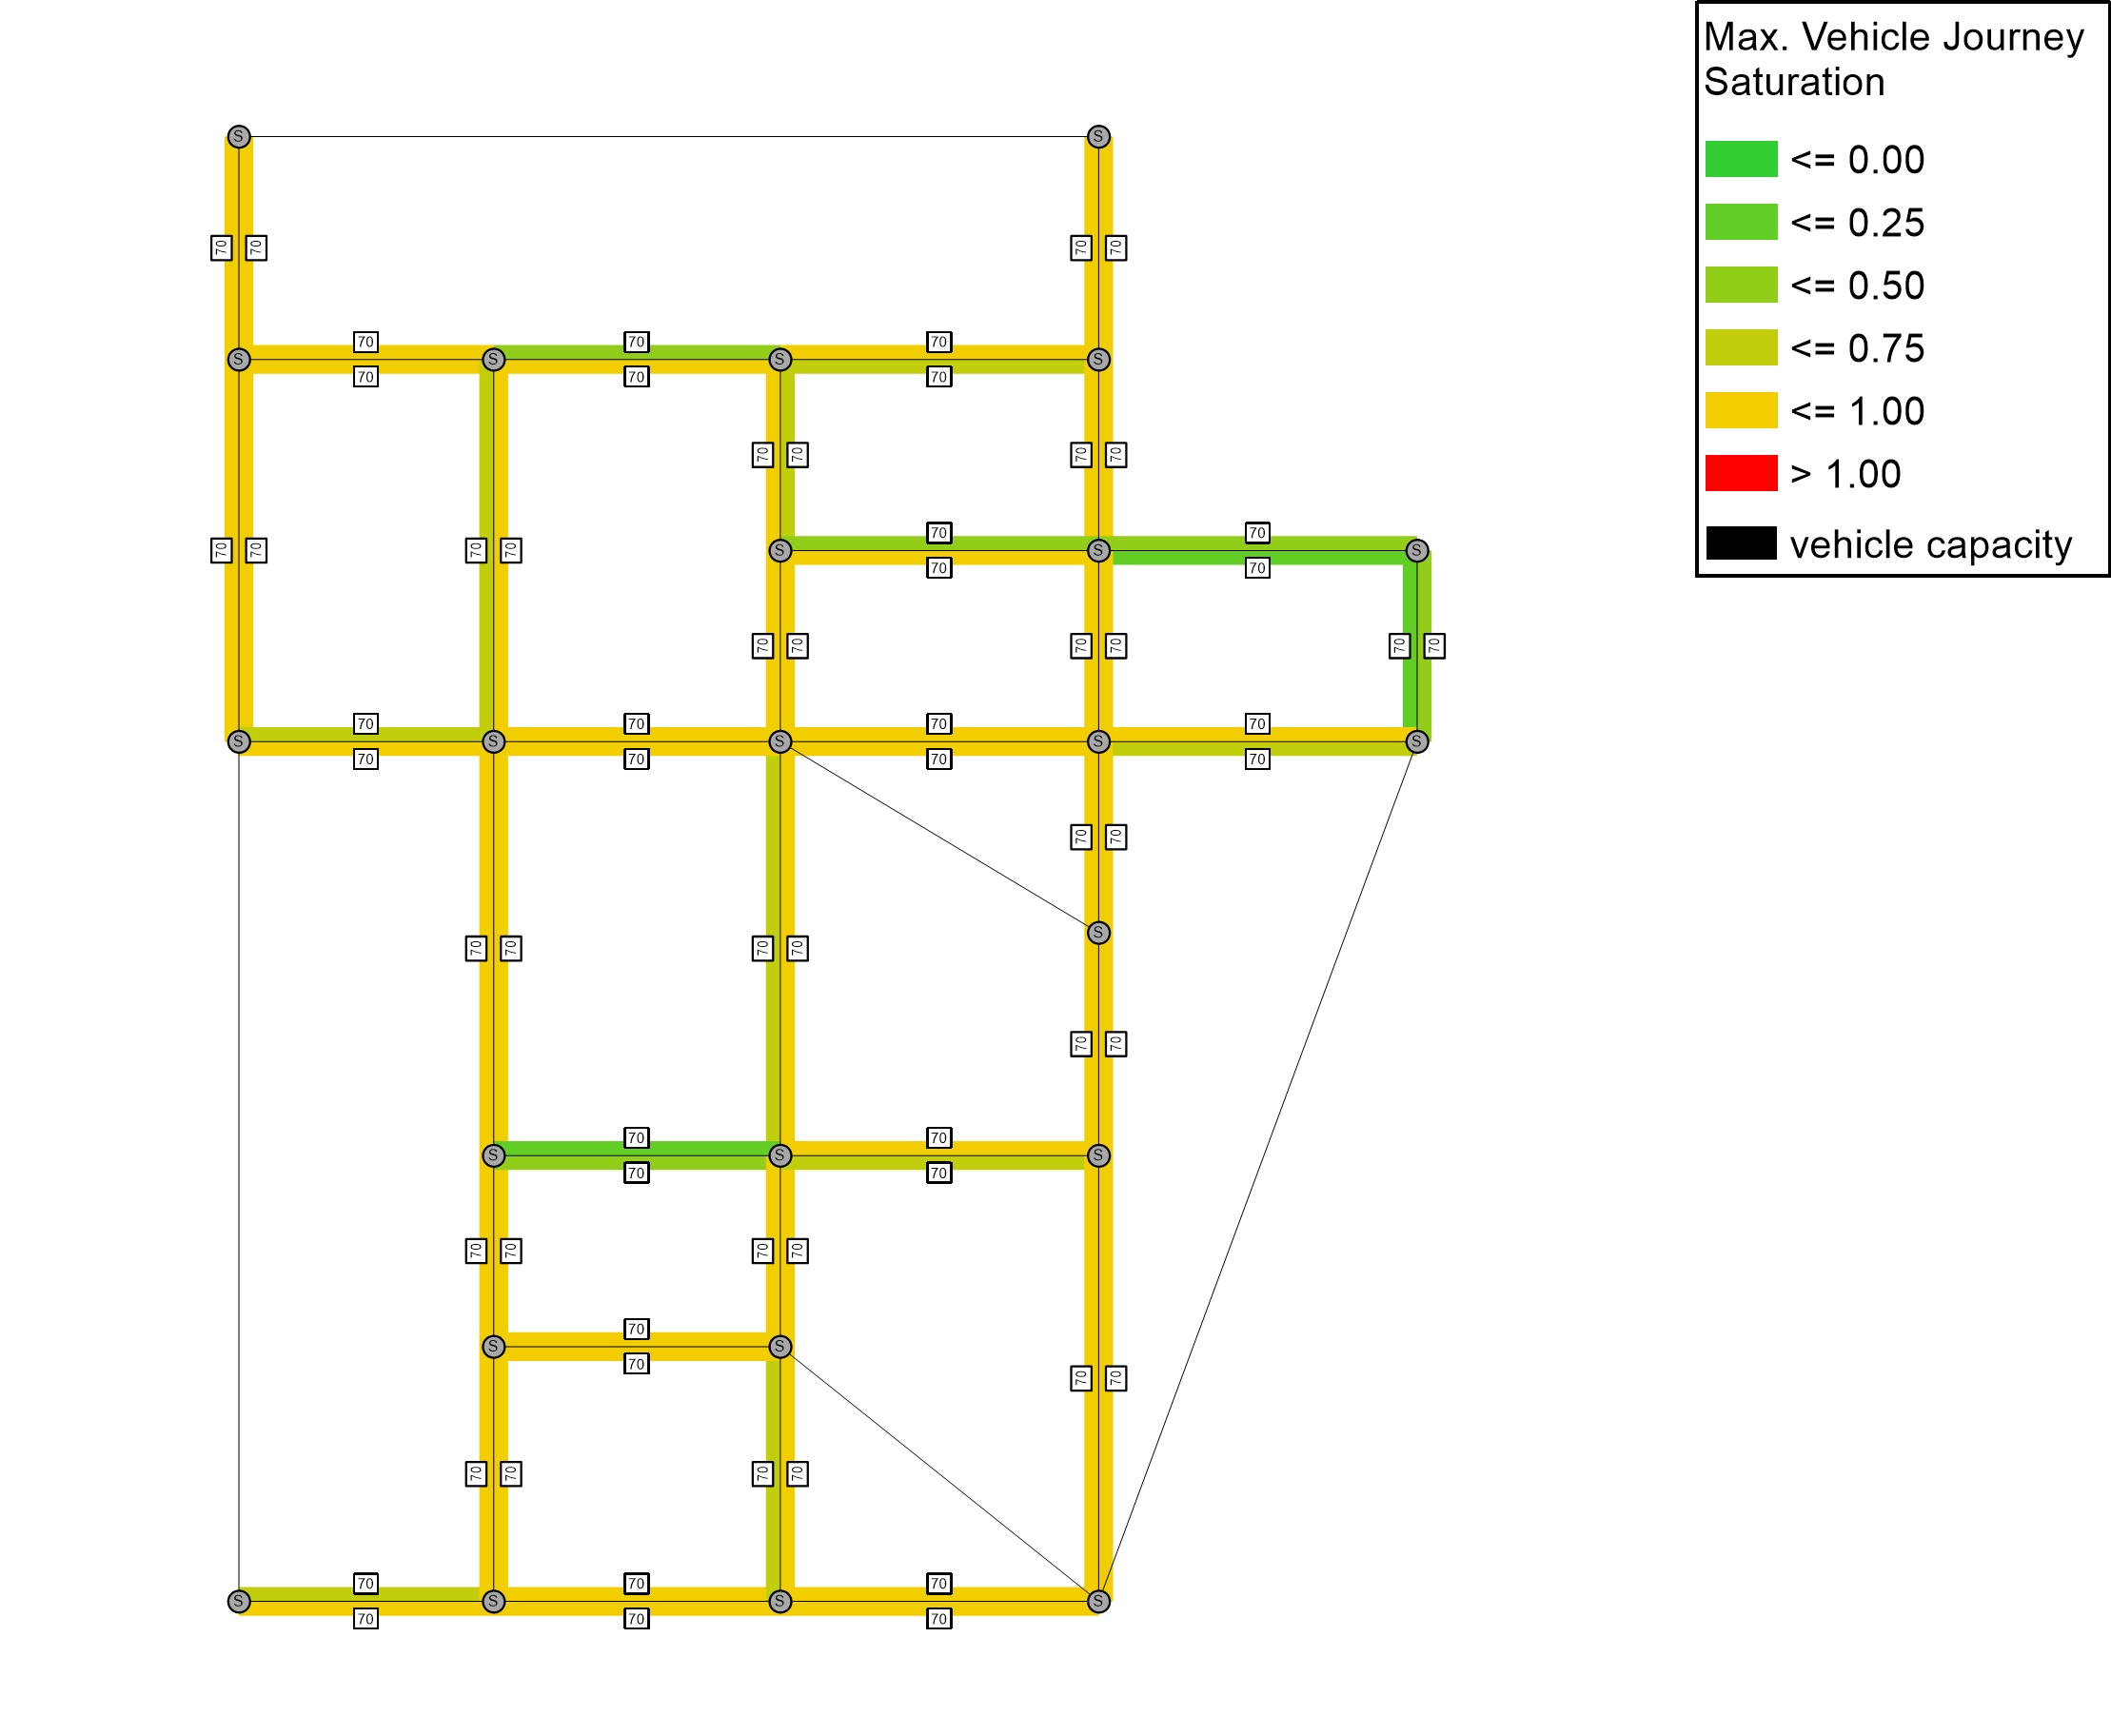 Max. Vehicle Journey
Saturation
<= 0.00
<= 0.25
<= 0.50
<= 0.75
<= 1.00
> 1.00
vehicle capacity
S S
70 70 70 70
70 70 70
S S S S
70 70 70
70 70 70 70
70 70
70 70 70 70 S S S
70 70
70 70 70 70 70 70
70 70 70 70
S S S S S
70 70 70 70
70 70
S
70 70 70 70
70 70
70 70
S S S
70 70
70 70 70 70
70
S S
70
70 70
70 70 70 70
70 70 70
S S S S
70 70 70